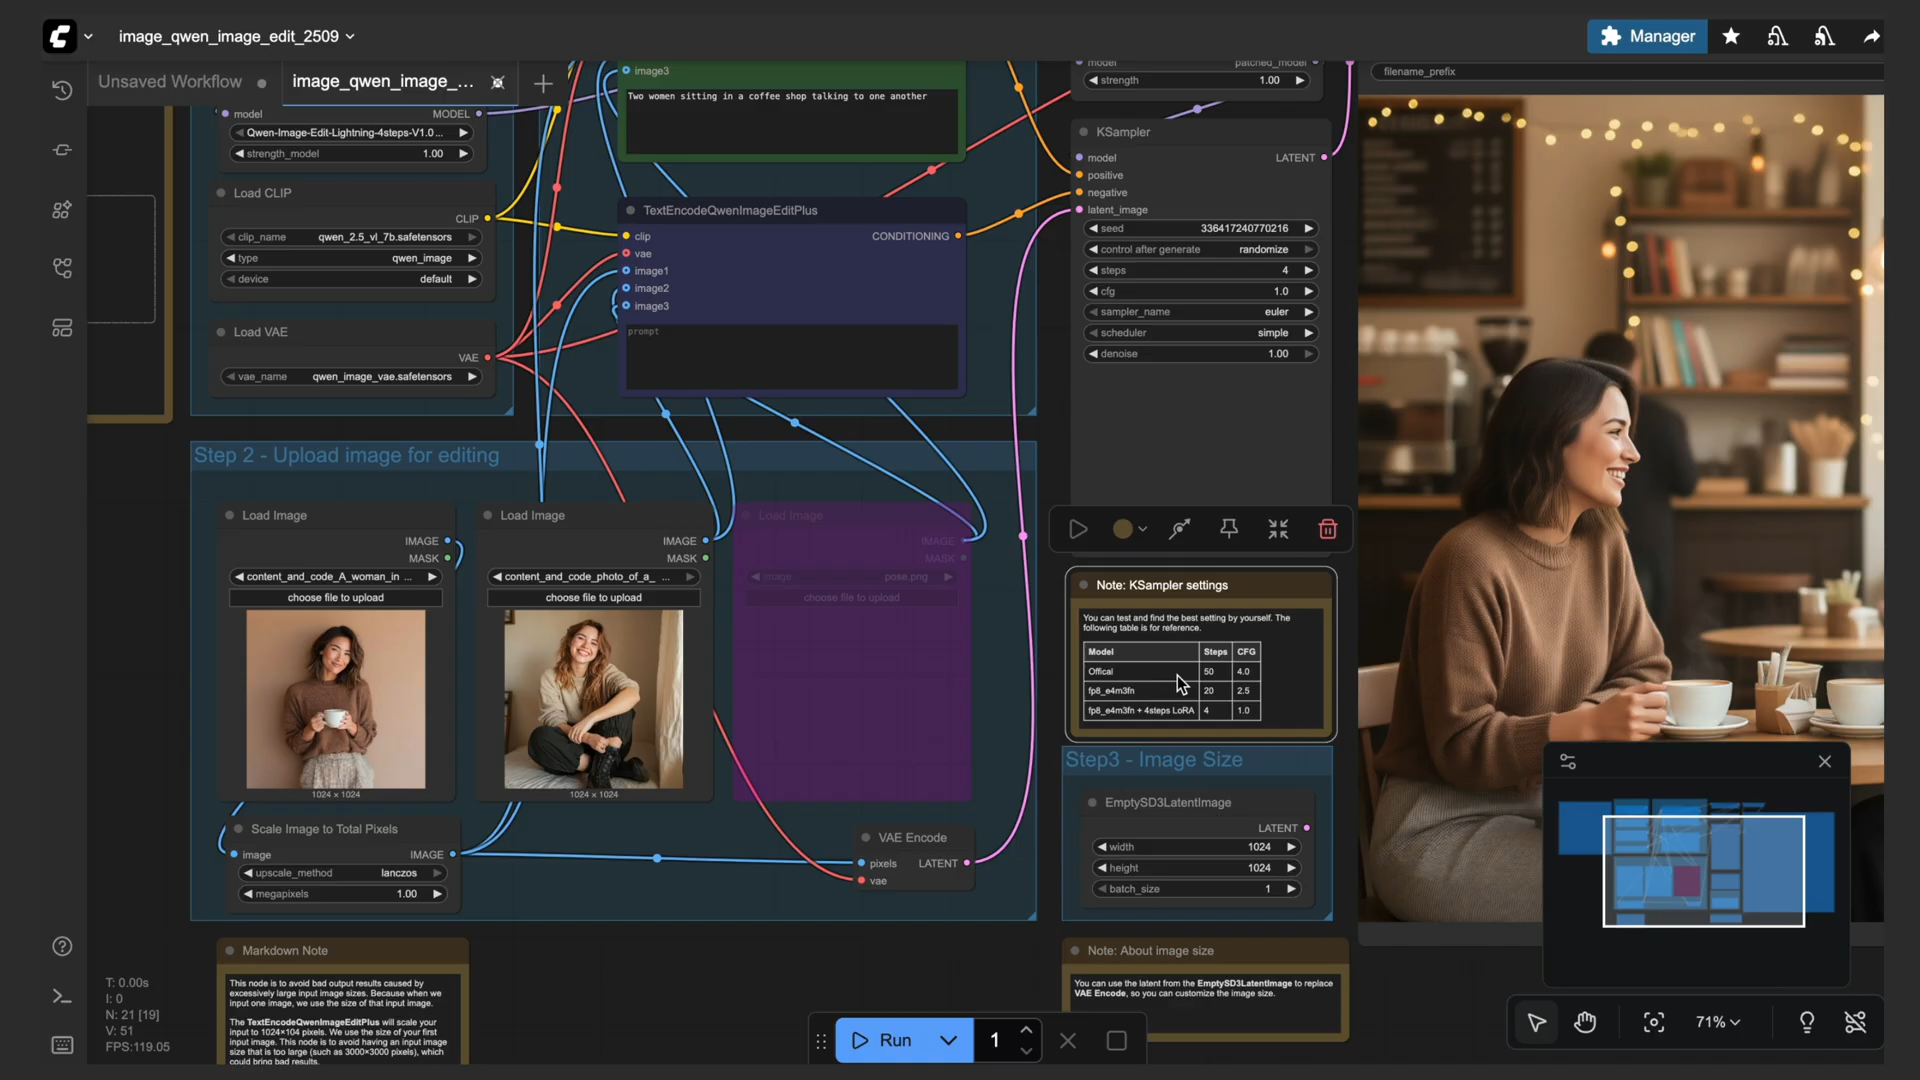 image_qwen_image_edit_2509
Manager
Unsaved Workflow
image_qwen_image_...
filename_prefix
model MODEL
Qwen-Image-Edit-Lightning-4steps-V1.0...
strength_model 1.00
Load CLIP
CLIP
clip_name qwen_2.5_vl_7b.safetensors
type qwen_image
device default
Load VAE
VAE
vae_name qwen_image_vae.safetensors
image3
Two women sitting in a coffee shop talking to one another
TextEncodeQwenImageEditPlus
clip CONDITIONING
vae
image1
image2
image3
prompt
model patched_model
strength 1.00
KSampler
model LATENT
positive
negative
latent_image
seed 336417240770216
control after generate randomize
steps 4
cfg 1.0
sampler_name euler
scheduler simple
denoise 1.00
Step 2 - Upload image for editing
Load Image
IMAGE
MASK
content_and_code_A_woman_in ...
choose file to upload
1024 × 1024
Load Image
IMAGE
MASK
content_and_code_photo_of_a_ ...
choose file to upload
1024 × 1024
Load Image
IMAGE
MASK
image pose.png
choose file to upload
Scale Image to Total Pixels
image IMAGE
upscale_method lanczos
megapixels 1.00
VAE Encode
pixels LATENT
vae
Note: KSampler settings
You can test and find the best setting by yourself. The
following table is for reference.
Model Steps CFG
Offical 50 4.0
fp8_e4m3fn 20 2.5
fp8_e4m3fn + 4steps LoRA 4 1.0
Step3 - Image Size
EmptySD3LatentImage
LATENT
width 1024
height 1024
batch_size 1
Markdown Note
This node is to avoid bad output results caused by
excessively large input image sizes. Because when we
input one image, we use the size of that input image.
The TextEncodeQwenImageEditPlus will scale your
input to 1024×104 pixels. We use the size of your first
input image. This node is to avoid having an input image
size that is too large (such as 3000×3000 pixels), which
could bring bad results.
Note: About image size
You can use the latent from the EmptySD3LatentImage to replace
VAE Encode, so you can customize the image size.
T: 0.00s
I: 0
N: 21 [19]
V: 51
FPS:119.05
Run
1
71%